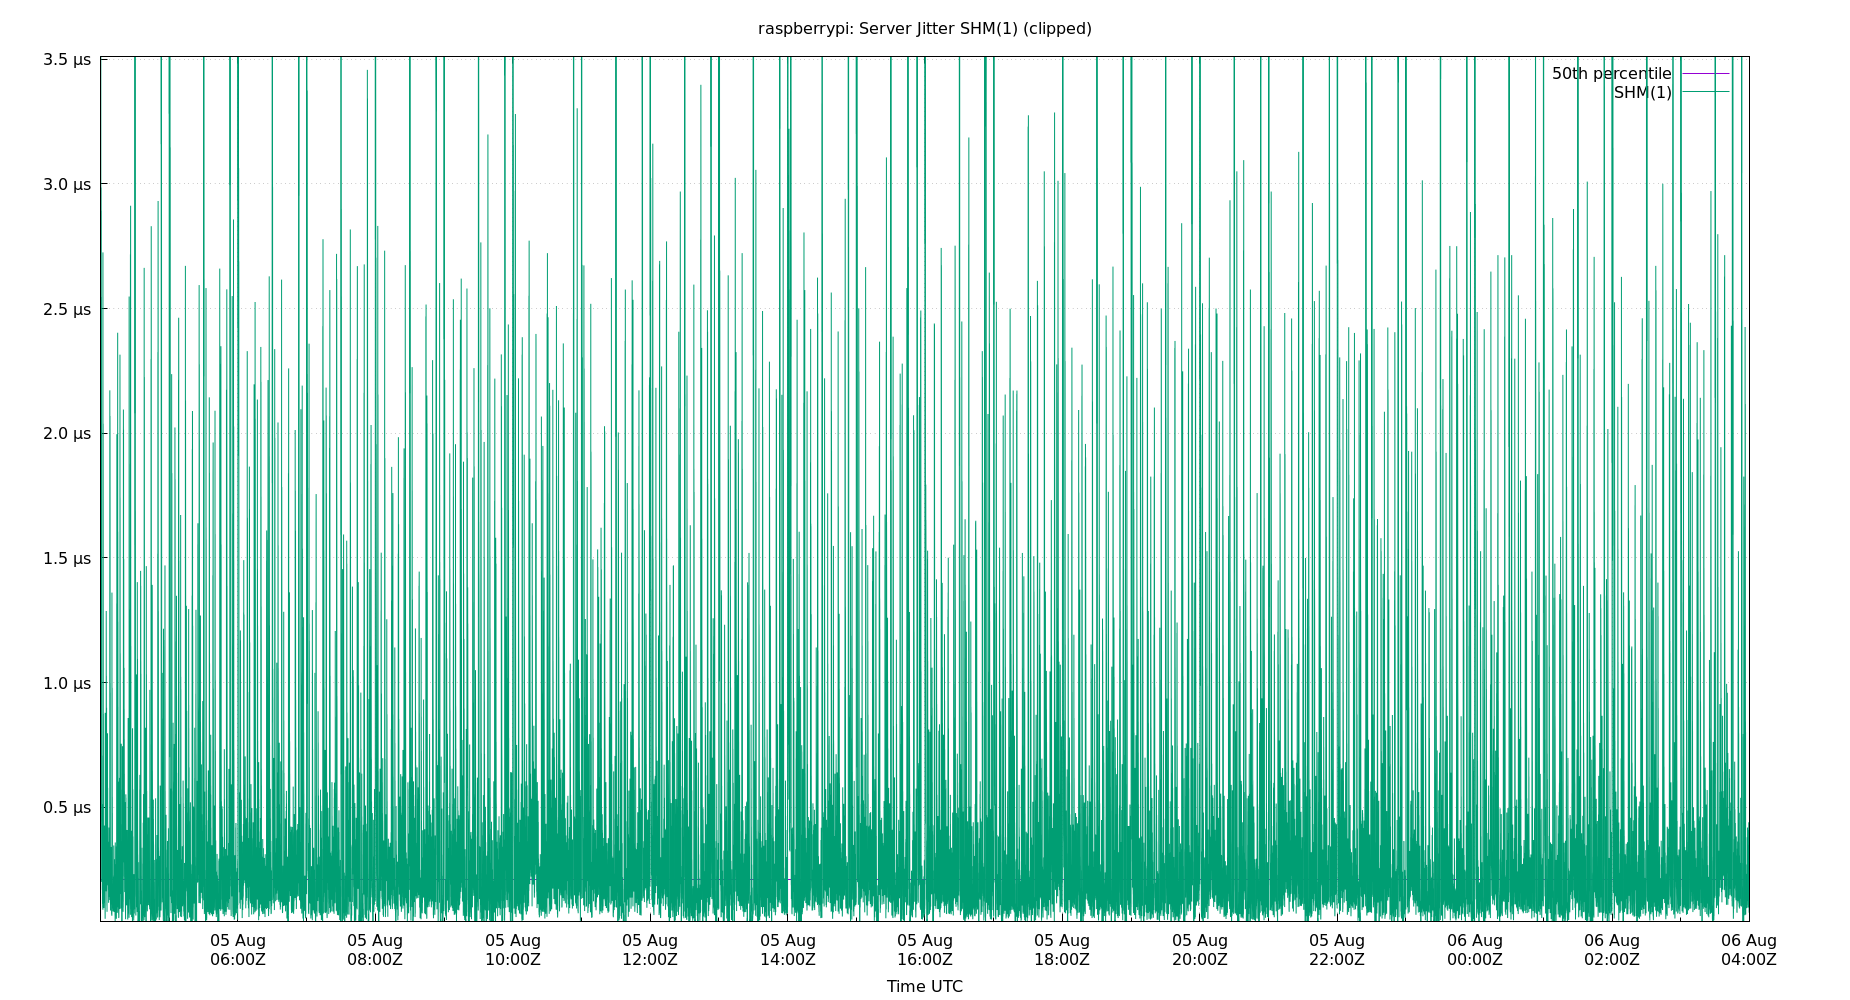 raspberrypi: Server Jitter SHM(1) (clipped)
3.5 µs
3.0 µs
2.5 µs
2.0 µs
1.5 µs
1.0 µs
0.5 µs
50th percentile
SHM(1)
05 Aug 05 Aug 05 Aug 05 Aug 05 Aug 05 Aug 05 Aug 05 Aug 05 Aug 06 Aug 06 Aug 06 Aug
06:00Z 08:00Z 10:00Z 12:00Z 14:00Z 16:00Z 18:00Z 20:00Z 22:00Z 00:00Z 02:00Z 04:00Z
Time UTC